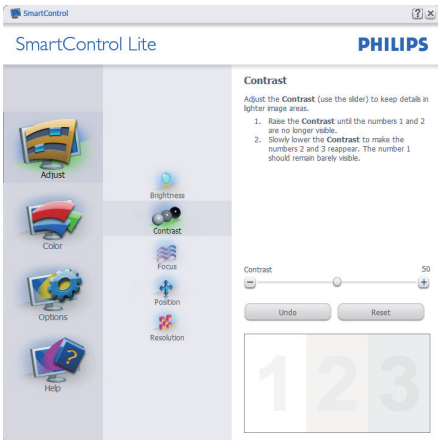 SmartControl
SmartControl Lite
PHILIPS
Adjust
Color
Options
Help
Brightness
Contrast
Focus
Position
Resolution
Contrast
Adjust the Contrast (use the slider) to keep details in
lighter image areas.
1. Raise the Contrast until the numbers 1 and 2
are no longer visible.
2. Slowly lower the Contrast to make the
numbers 2 and 3 reappear. The number 1
should remain barely visible.
Contrast 50
Undo Reset
1 2 3